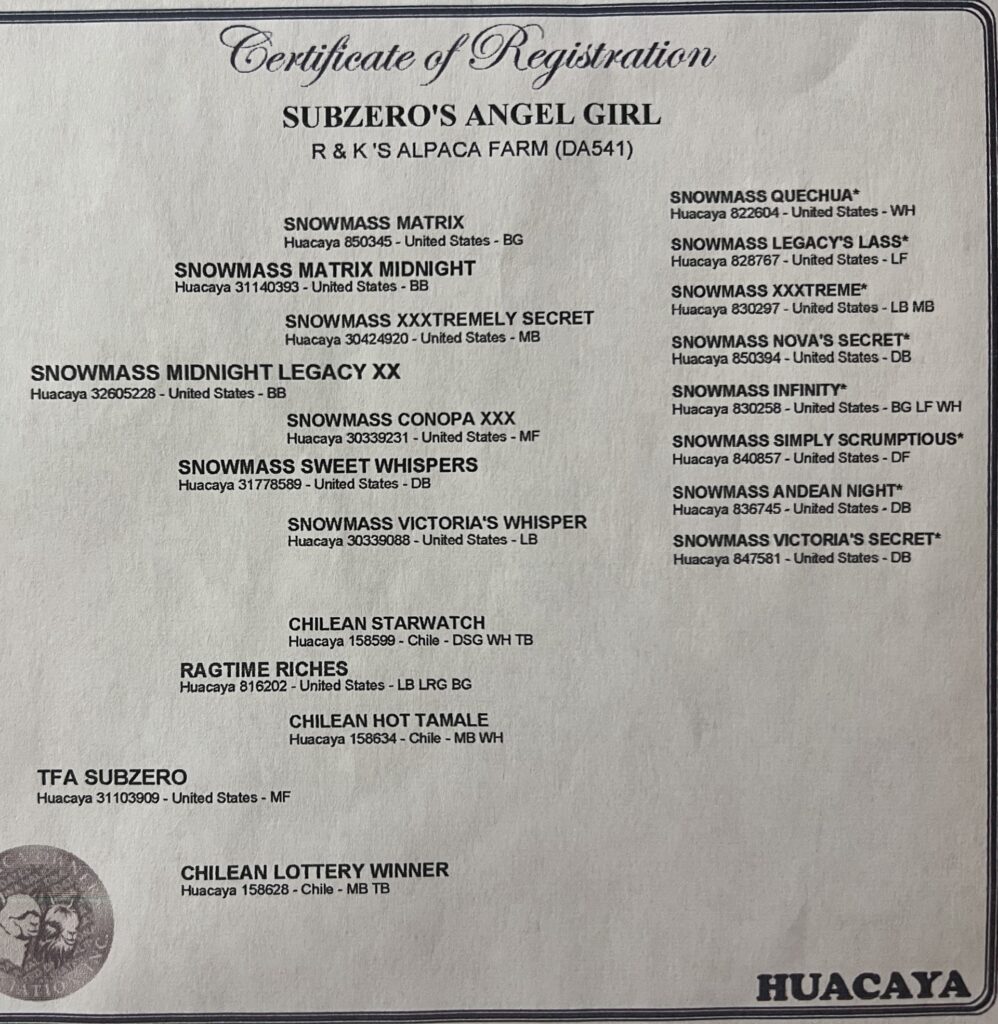 Certificate of Registration
SUBZERO'S ANGEL GIRL
R & K 'S ALPACA FARM (DA541)
SNOWMASS QUECHUA*
Huacaya 822604 - United States - WH
SNOWMASS MATRIX
Huacaya 850345 - United States - BG
SNOWMASS LEGACY'S LASS*
Huacaya 828767 - United States - LF
SNOWMASS MATRIX MIDNIGHT
Huacaya 31140393 - United States - BB
SNOWMASS XXXTREME*
Huacaya 830297 - United States - LB MB
SNOWMASS XXXTREMELY SECRET
Huacaya 30424920 - United States - MB
SNOWMASS NOVA'S SECRET*
Huacaya 850394 - United States - DB
SNOWMASS MIDNIGHT LEGACY XX
Huacaya 32605228 - United States - BB
SNOWMASS INFINITY*
Huacaya 830258 - United States - BG LF WH
SNOWMASS CONOPA XXX
Huacaya 30339231 - United States - MF
SNOWMASS SIMPLY SCRUMPTIOUS*
Huacaya 840857 - United States - DF
SNOWMASS SWEET WHISPERS
Huacaya 31778589 - United States - DB
SNOWMASS ANDEAN NIGHT*
Huacaya 836745 - United States - DB
SNOWMASS VICTORIA'S WHISPER
Huacaya 30339088 - United States - LB
SNOWMASS VICTORIA'S SECRET*
Huacaya 847581 - United States - DB
CHILEAN STARWATCH
Huacaya 158599 - Chile - DSG WH TB
RAGTIME RICHES
Huacaya 816202 - United States - LB LRG BG
CHILEAN HOT TAMALE
Huacaya 158634 - Chile - MB WH
TFA SUBZERO
Huacaya 31103909 - United States - MF
CHILEAN LOTTERY WINNER
Huacaya 158628 - Chile - MB TB
HUACAYA